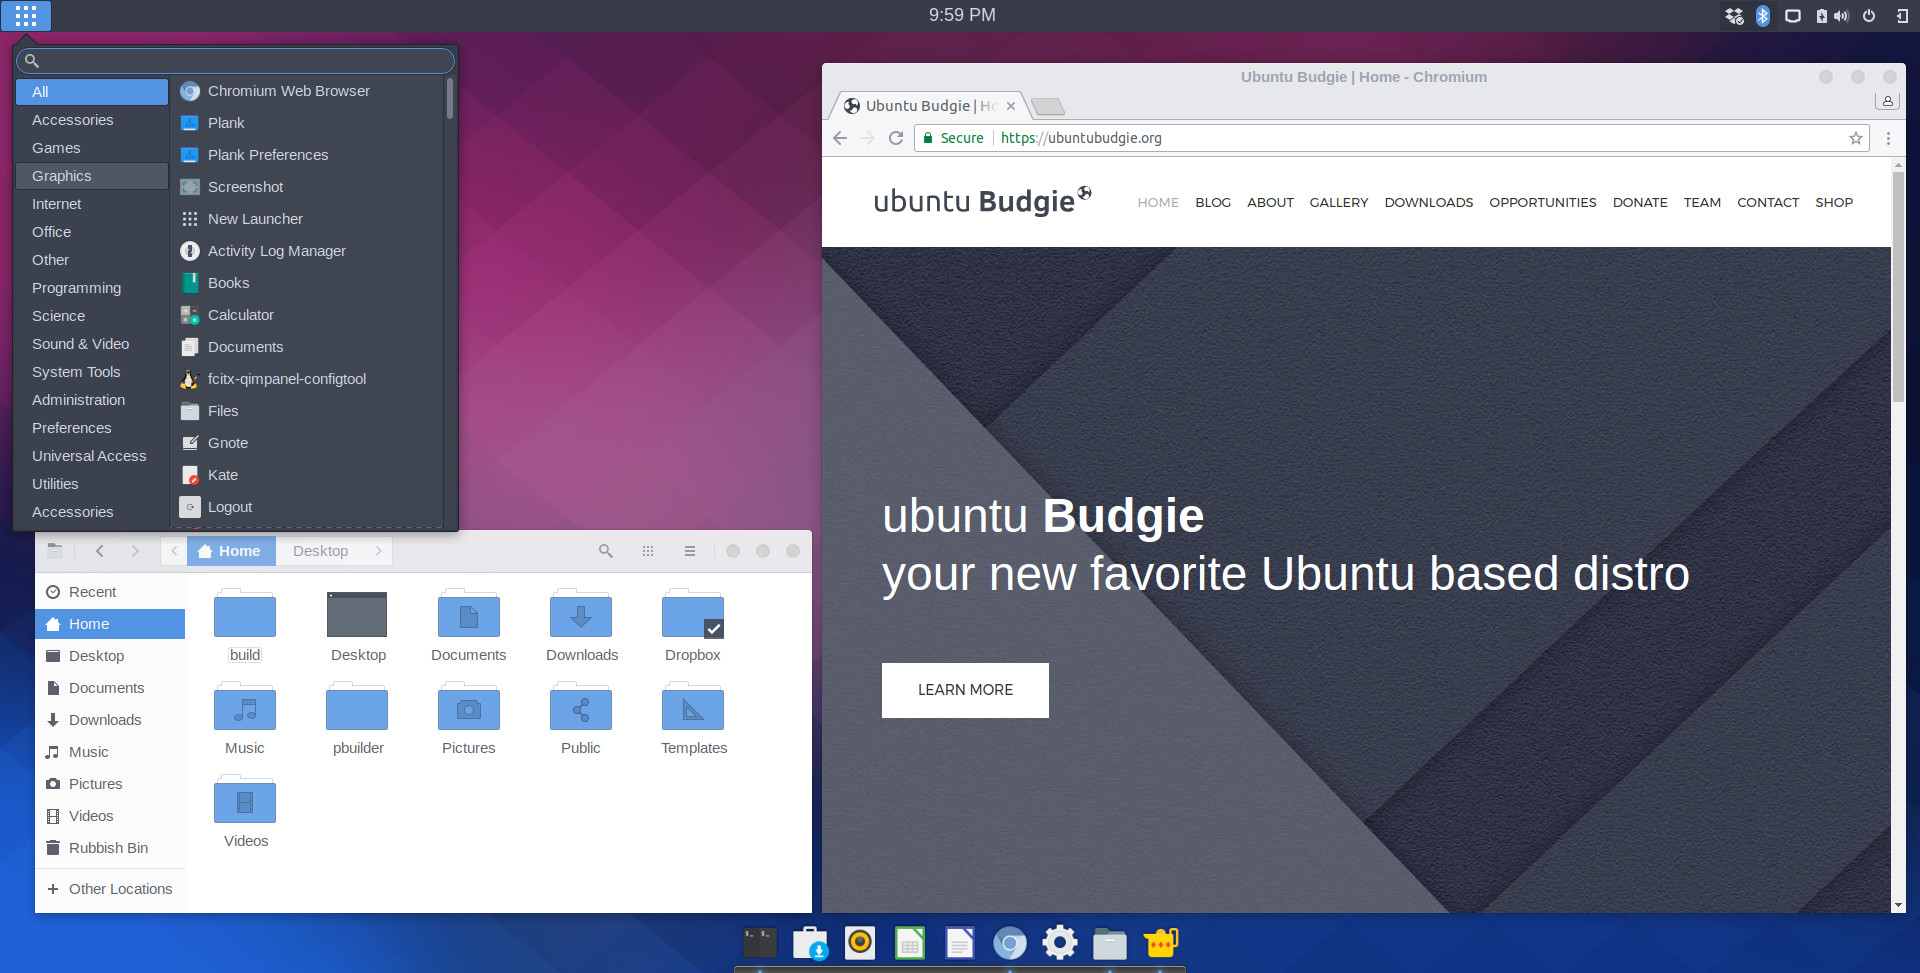 9:59 PM
All
Accessories
Games
Graphics
Internet
Office
Other
Programming
Science
Sound & Video
System Tools
Administration
Preferences
Universal Access
Utilities
Accessories
Chromium Web Browser
Plank
Plank Preferences
Screenshot
New Launcher
Activity Log Manager
Books
Calculator
Documents
fcitx-qimpanel-configtool
Files
Gnote
Kate
Logout
Home
Desktop
Recent
Home
Desktop
Documents
Downloads
Music
Pictures
Videos
Rubbish Bin
Other Locations
build
Desktop
Documents
Downloads
Dropbox
Music
pbuilder
Pictures
Public
Templates
Videos
Ubuntu Budgie | Home - Chromium
Ubuntu Budgie | Ho
Secure
https://ubuntubudgie.org
ubuntu Budgie
HOME BLOG ABOUT GALLERY DOWNLOADS OPPORTUNITIES DONATE TEAM CONTACT SHOP
ubuntu Budgie
your new favorite Ubuntu based distro
LEARN MORE